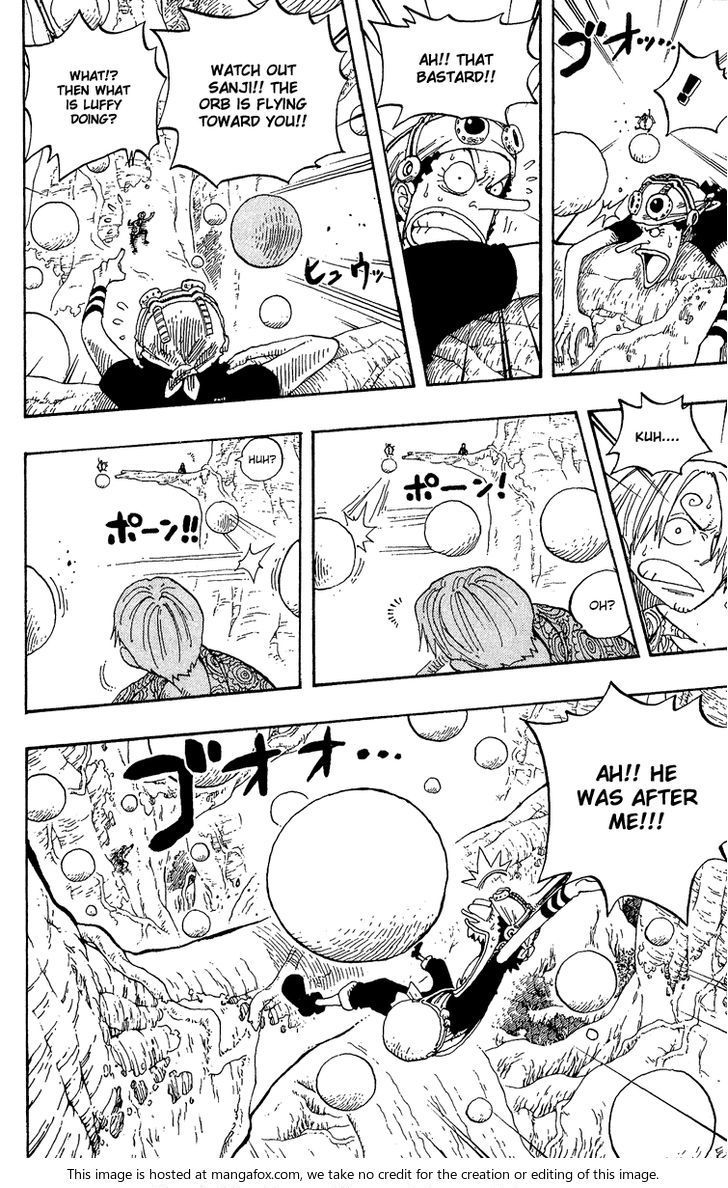 ゴオォッ...
!
AH!! THAT
BASTARD!!
WATCH OUT
SANJI!! THE
ORB IS FLYING
TOWARD YOU!!
WHAT!?
THEN WHAT
IS LUFFY
DOING?
ヒュウッ
KUH....
ポーン!
OH?
HUH?
ポーン!!
AH!! HE
WAS AFTER
ME!!!
ゴオォ...
This image is hosted at mangafox.com, we take no credit for the creation or editing of this image.